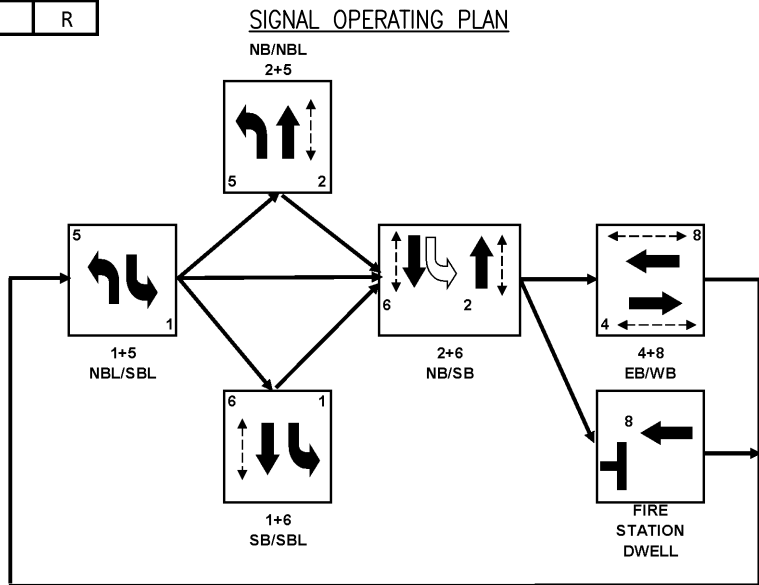 R
SIGNAL OPERATING PLAN
NB/NBL
2+5
5 2
5
1
1+5
NBL/SBL
6 2
2+6
NB/SB
8
4
4+8
EB/WB
6 1
1+6
SB/SBL
8
FIRE
STATION
DWELL